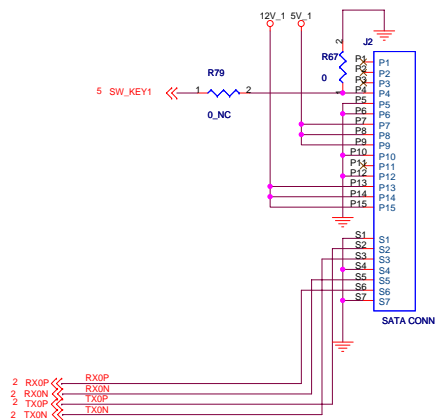 12V_1 5V_1
2
J2
R67
0
1
R79
5 SW_KEY1 1 2
0_NC
P1 P1
P2 P2
P3 P3
P4 P4
P5 P5
P6 P6
P7 P7
P8 P8
P9 P9
P10 P10
P11 P11
P12 P12
P13 P13
P14 P14
P15 P15
S1 S1
S2 S2
S3 S3
S4 S4
S5 S5
S6 S6
S7 S7
SATA CONN
2 RX0P RX0P
2 RX0N RX0N
2 TX0P TX0P
2 TX0N TX0N